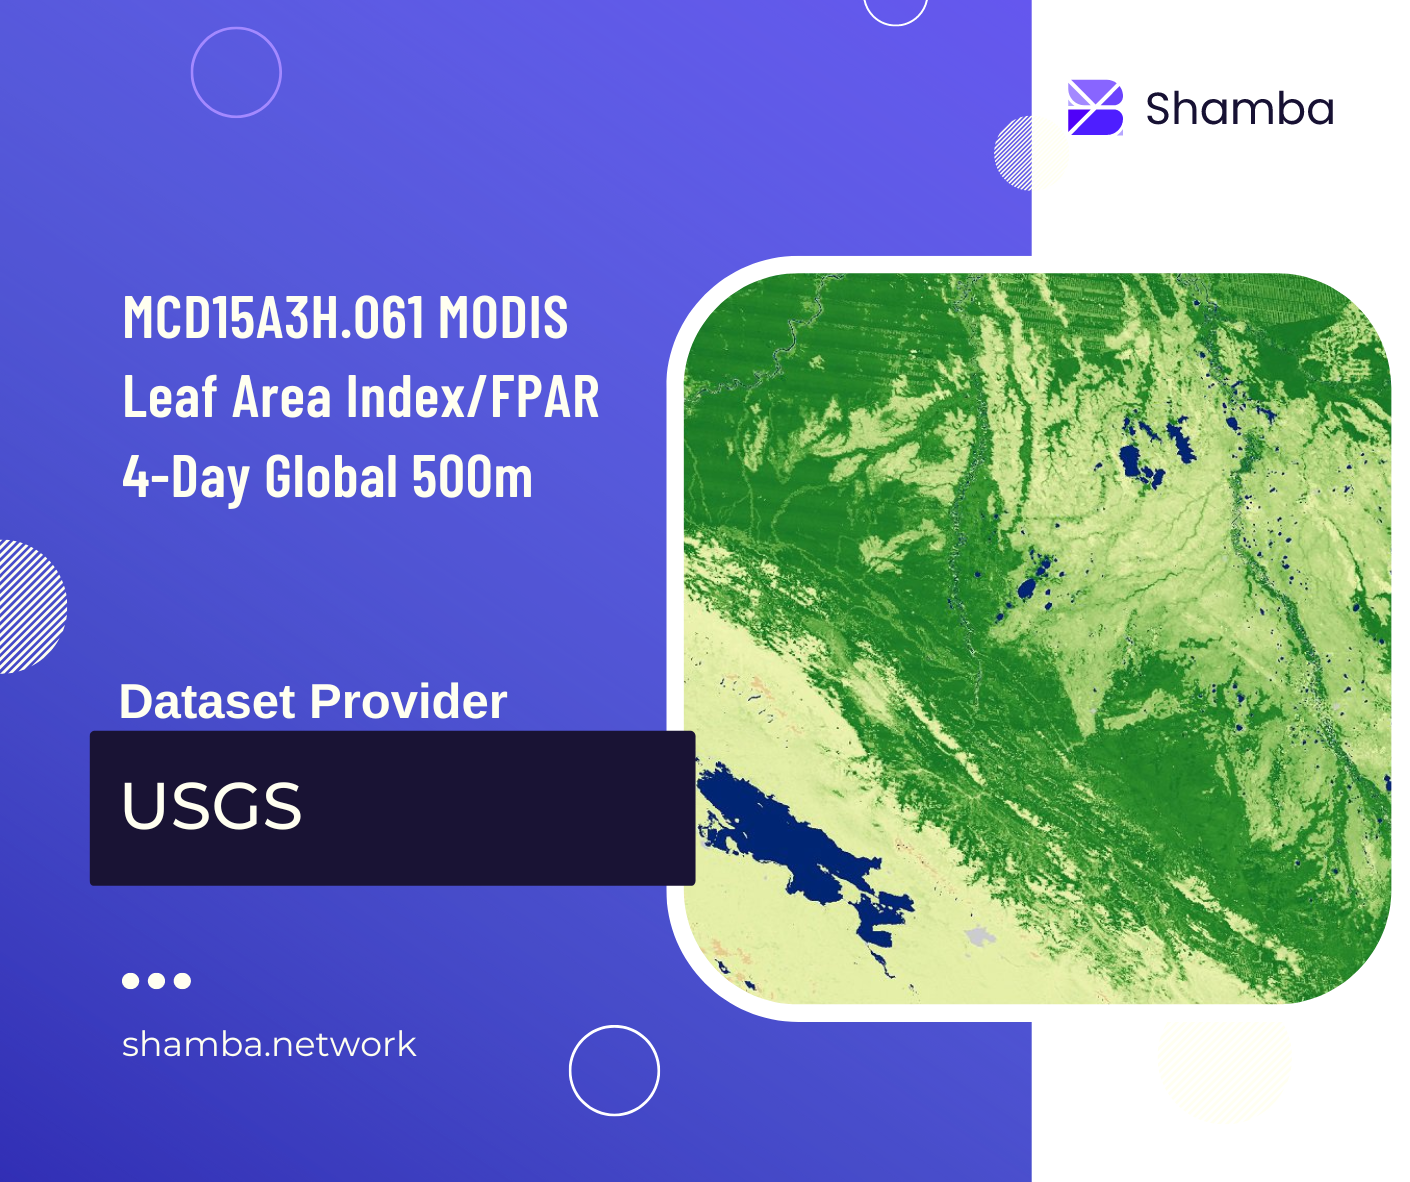 Shamba
MCD15A3H.061 MODIS
Leaf Area Index/FPAR
4-Day Global 500m
Dataset Provider
USGS
shamba.network